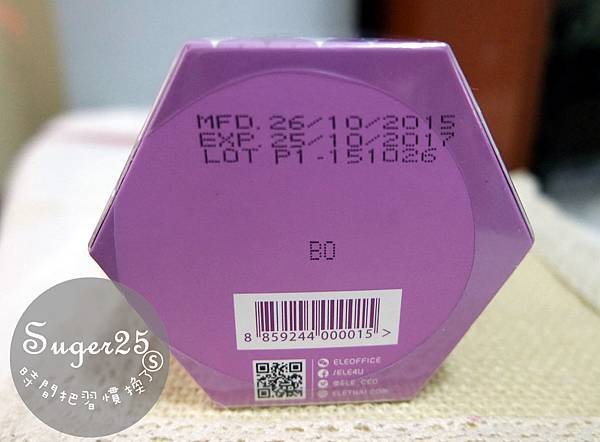 MFD. 26/10/2015
EXP. 25/10/2017
LOT P1-151026
B0
8 859244 000015 >
ELEOFFICE
/ELE4U
@ELE_CEO
ELETHAI.COM
Suger25
時間把習慣換了
S